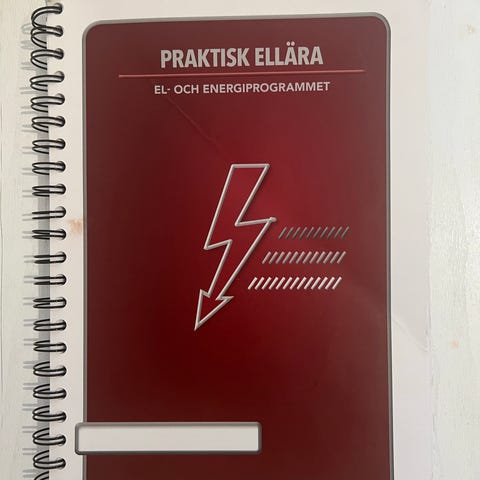 PRAKTISK ELLÄRA
EL- OCH ENERGIPROGRAMMET